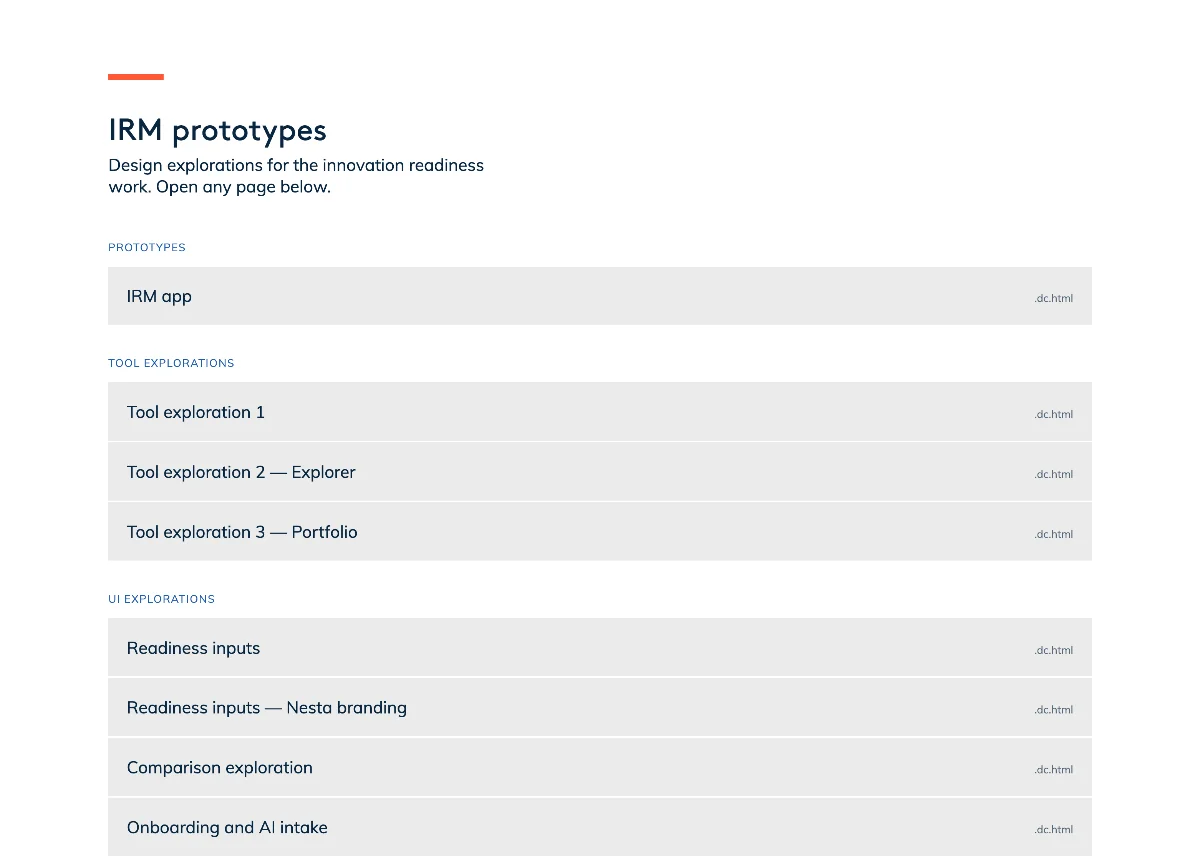 IRM prototypes
Design explorations for the innovation readiness
work. Open any page below.
PROTOTYPES
IRM app .dc.html
TOOL EXPLORATIONS
Tool exploration 1 .dc.html
Tool exploration 2 — Explorer .dc.html
Tool exploration 3 — Portfolio .dc.html
UI EXPLORATIONS
Readiness inputs .dc.html
Readiness inputs — Nesta branding .dc.html
Comparison exploration .dc.html
Onboarding and AI intake .dc.html